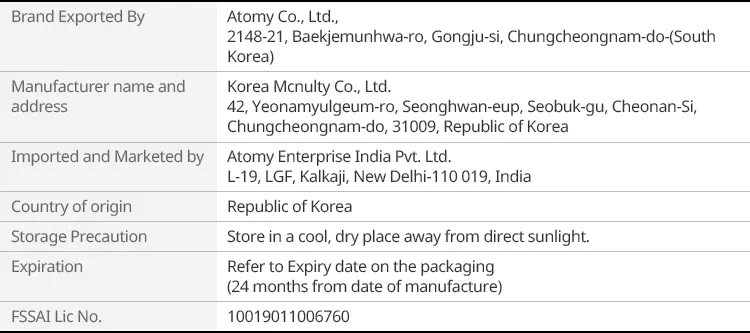 Brand Exported By
Atomy Co., Ltd.,
2148-21, Baekjemunhwa-ro, Gongju-si, Chungcheongnam-do-(South
Korea)
Manufacturer name and
address
Korea Mcnulty Co., Ltd.
42, Yeonamyulgeum-ro, Seonghwan-eup, Seobuk-gu, Cheonan-Si,
Chungcheongnam-do, 31009, Republic of Korea
Imported and Marketed by
Atomy Enterprise India Pvt. Ltd.
L-19, LGF, Kalkaji, New Delhi-110 019, India
Country of origin
Republic of Korea
Storage Precaution
Store in a cool, dry place away from direct sunlight.
Expiration
Refer to Expiry date on the packaging
(24 months from date of manufacture)
FSSAI Lic No.
10019011006760